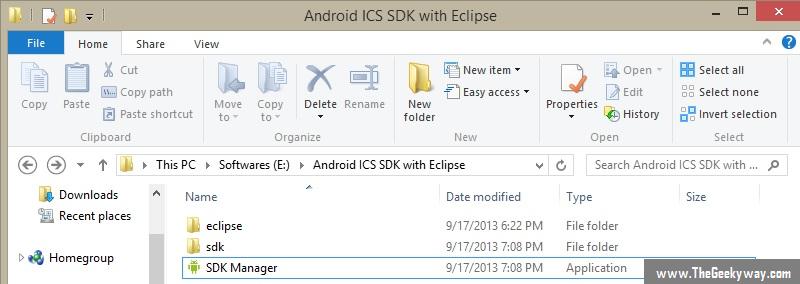 Android ICS SDK with Eclipse
File Home Share View
Copy Paste Cut Copy path Paste shortcut Clipboard
Move to Copy to Delete Rename Organize
New folder New item Easy access New
Properties Open Edit History Open
Select all Select none Invert selection Select
This PC Softwares (E:) Android ICS SDK with Eclipse Search Android ICS SDK with ...
Downloads
Recent places
Homegroup
Name Date modified Type Size
eclipse 9/17/2013 6:22 PM File folder
sdk 9/17/2013 7:08 PM File folder
SDK Manager 9/17/2013 7:08 PM Application
www.TheGeekyway.com